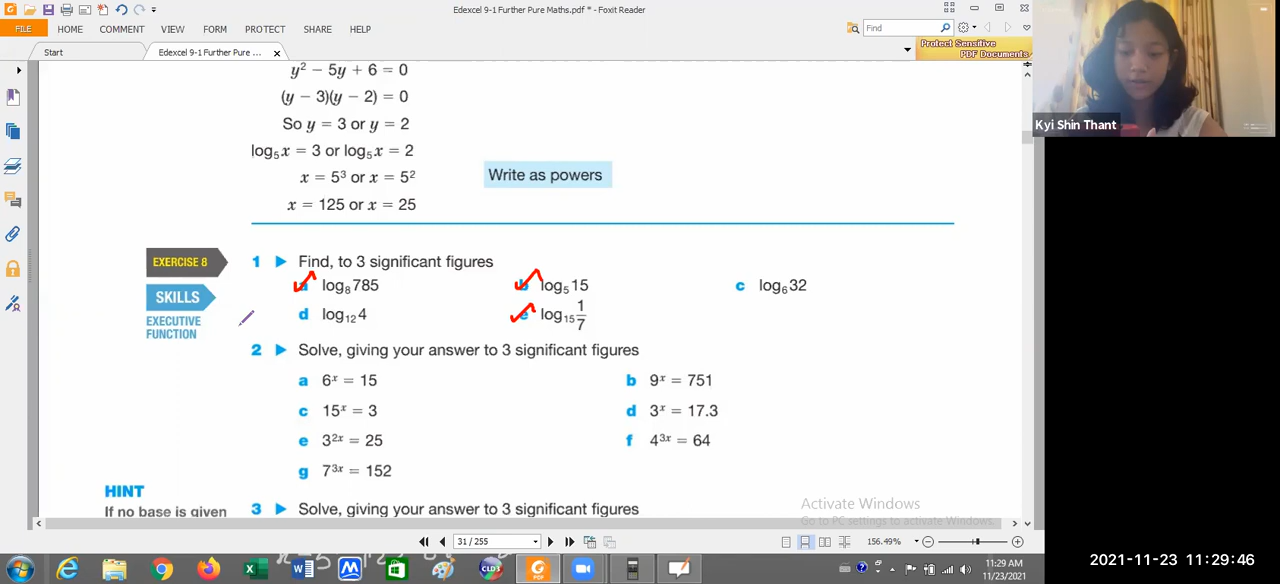 Edexcel 9-1 Further Pure Maths.pdf * - Foxit Reader
FILE HOME COMMENT VIEW FORM PROTECT SHARE HELP
Find
Start
Edexcel 9-1 Further Pure ...
Protect Sensitive
PDF Documents
Kyi Shin Thant
y² − 5y + 6 = 0
(y − 3)(y − 2) = 0
So y = 3 or y = 2
log₅x = 3 or log₅x = 2
x = 5³ or x = 5²
Write as powers
x = 125 or x = 25
EXERCISE 8
1 ▶ Find, to 3 significant figures
log₈785
b log₅15
c log₆32
SKILLS
EXECUTIVE
FUNCTION
d log₁₂4
e log₁₅ 1/7
2 ▶ Solve, giving your answer to 3 significant figures
a 6ˣ = 15
b 9ˣ = 751
c 15ˣ = 3
d 3ˣ = 17.3
e 3²ˣ = 25
f 4³ˣ = 64
g 7³ˣ = 152
HINT
If no base is given
3 ▶ Solve, giving your answer to 3 significant figures
Activate Windows
Go to PC settings to activate Windows.
31 / 255
156.49%
2021-11-23 11:29:46
11:29 AM
11/23/2021